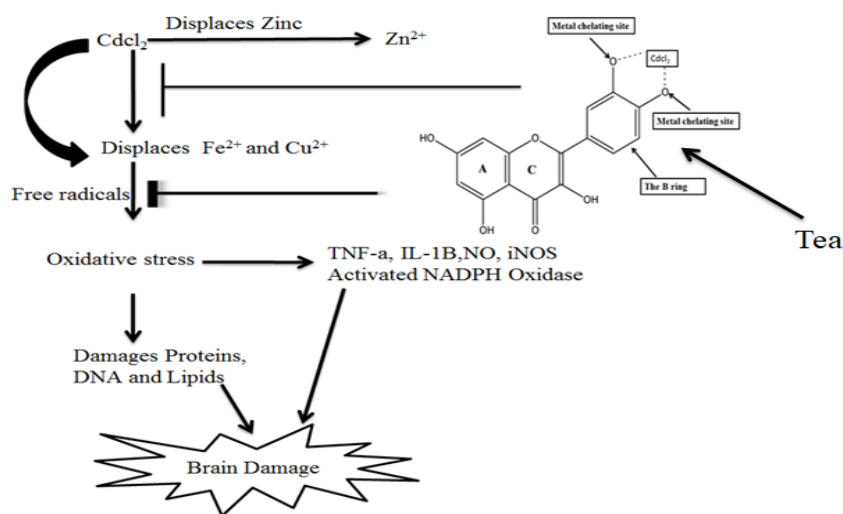 Displaces Zinc
Cdcl₂
Zn²⁺
Metal chelating site
Cdcl₂
O
O
Metal chelating site
Displaces Fe²⁺ and Cu²⁺
HO
O
A
C
The B ring
OH
OH
O
Free radicals
Tea
Oxidative stress
TNF-a, IL-1B,NO, iNOS
Activated NADPH Oxidase
Damages Proteins,
DNA and Lipids
Brain Damage